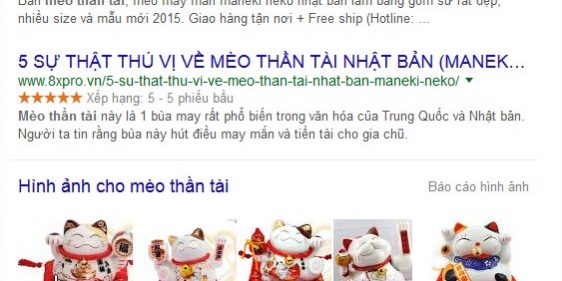 Bán mèo thần tài, mèo may mắn maneki neko nhật bản làm bằng gốm sứ rất đẹp,
nhiều size và mẫu mới 2015. Giao hàng tận nơi + Free ship (Hotline: ...
5 SỰ THẬT THÚ VỊ VỀ MÈO THẦN TÀI NHẬT BẢN (MANEK...
www.8xpro.vn/5-su-that-thu-vi-ve-meo-than-tai-nhat-ban-maneki-neko/
Xếp hạng: 5 - 5 phiếu bầu
Mèo thần tài này là 1 bùa may rất phổ biến trong văn hóa của Trung Quốc và Nhật bản.
Người ta tin rằng bùa này hút điều may mắn và tiền tài cho gia chũ.
Hình ảnh cho mèo thần tài
Báo cáo hình ảnh